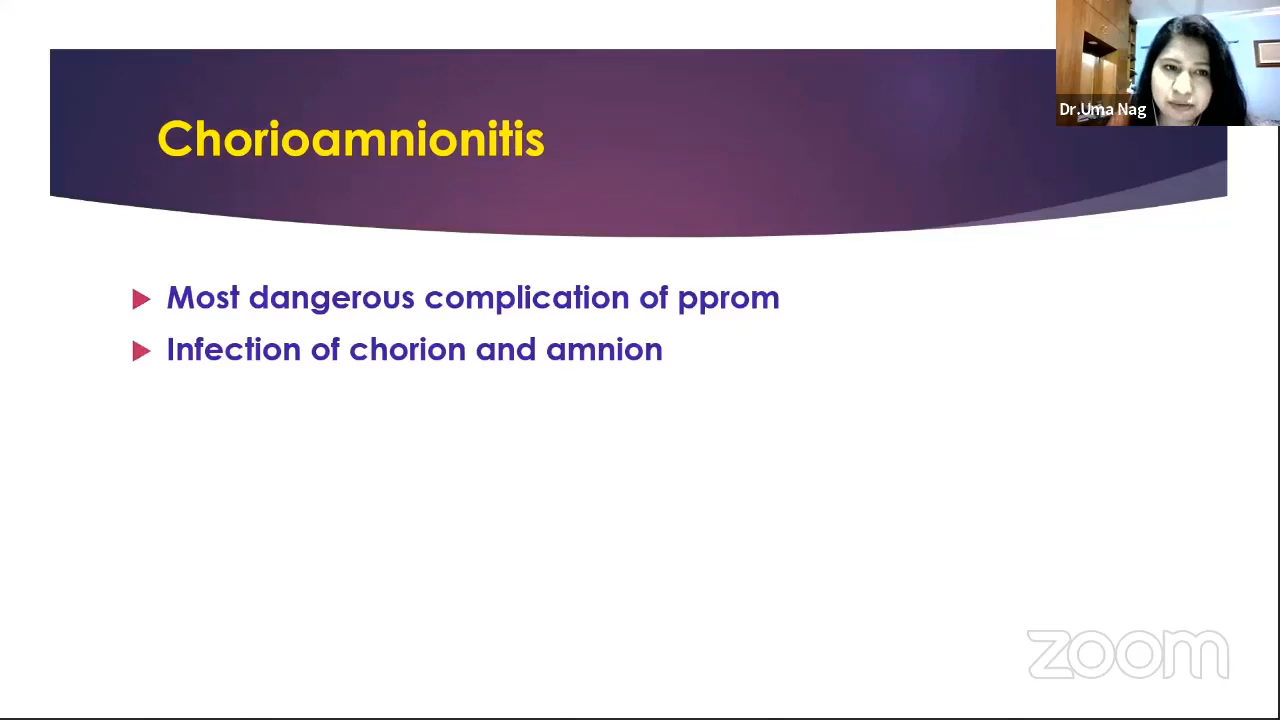 Dr.Uma Nag
Chorioamnionitis
Most dangerous complication of pprom
Infection of chorion and amnion
zoom